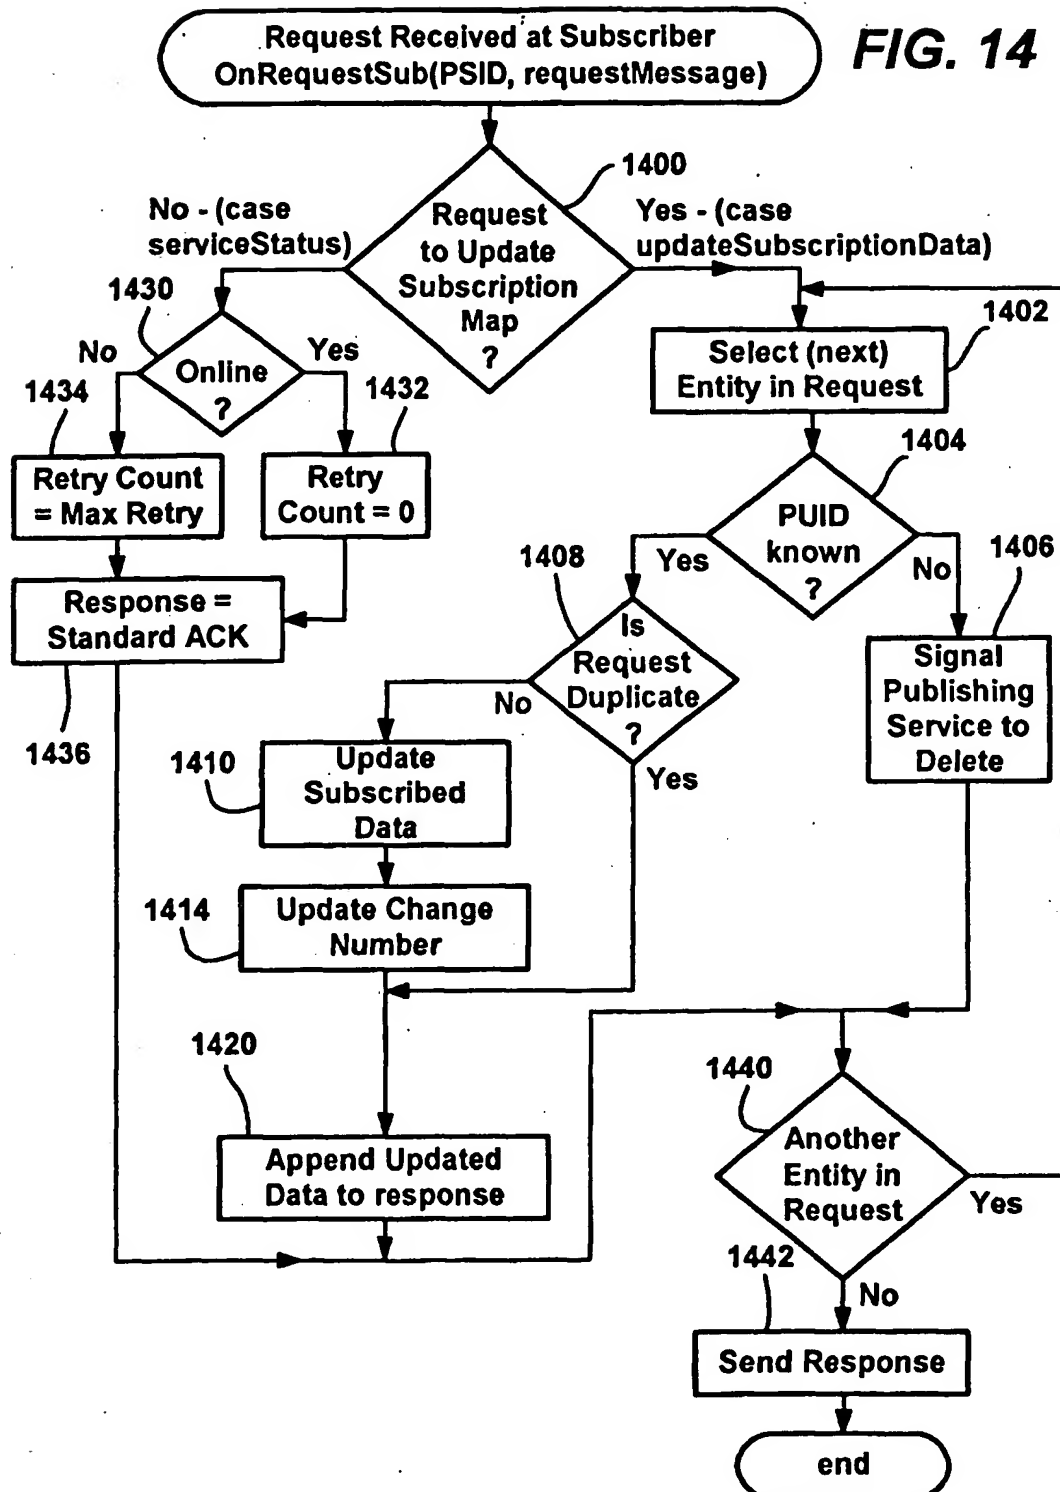 Request Received at Subscriber
OnRequestSub(PSID, requestMessage)
FIG. 14
1400
Request
to Update
Subscription
Map
?
No - (case
serviceStatus)
Yes - (case
updateSubscriptionData)
1430
Online
?
No
Yes
1434
1432
Retry Count
= Max Retry
Retry
Count = 0
Response =
Standard ACK
1436
1402
Select (next)
Entity in Request
1404
PUID
known
?
Yes
No
1406
Signal
Publishing
Service to
Delete
1408
Is
Request
Duplicate
?
No
Yes
1410
Update
Subscribed
Data
1414
Update Change
Number
1420
Append Updated
Data to response
1440
Another
Entity in
Request
Yes
No
1442
Send Response
end